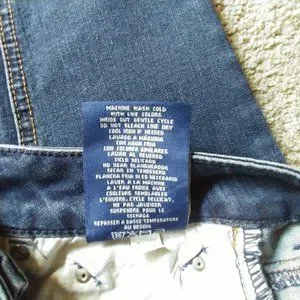 MACHINE WASH COLD
WITH LIKE COLORS
INSIDE OUT GENTLE CYCLE
DO NOT BLEACH LINE DRY
COOL IRON IF NEEDED
LAVADO A MÁQUINA
CON AGUA FRIA
CON COLORES SIMILARES
LAVAR AL REVERSO
CICLO DELICADO
NO USAR BLANQUEADOR
SECAR EN TENDEDERO
PLANCHA FRIA SI ES NECESARIO
LAVER A LA MACHINE
A L'EAU FROIDE AVEC
COULEURS SEMBLABLES
L'ENVERS, CYCLE DELICAT,
NE PAS JAVELISER
SUSPENDRE POUR LE
SECHAGE
REPASSER A BASSE TEMPERATURE
AU BESOIN